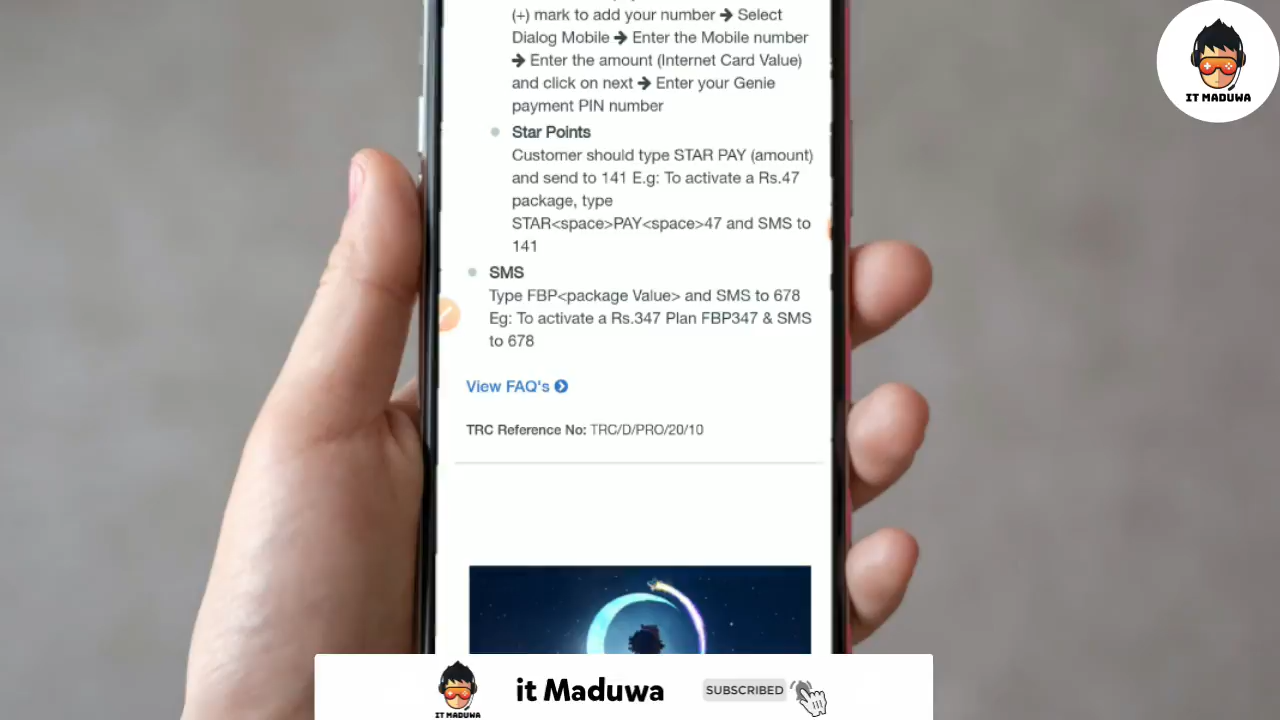 (+) mark to add your number → Select
Dialog Mobile → Enter the Mobile number
→ Enter the amount (Internet Card Value)
and click on next → Enter your Genie
payment PIN number
Star Points
Customer should type STAR PAY (amount)
and send to 141 E.g: To activate a Rs.47
package, type
STAR<space>PAY<space>47 and SMS to
141
SMS
Type FBP<package Value> and SMS to 678
Eg: To activate a Rs.347 Plan FBP347 & SMS
to 678
View FAQ's
TRC Reference No: TRC/D/PRO/20/10
IT MADUWA
IT MADUWA
it Maduwa
SUBSCRIBED